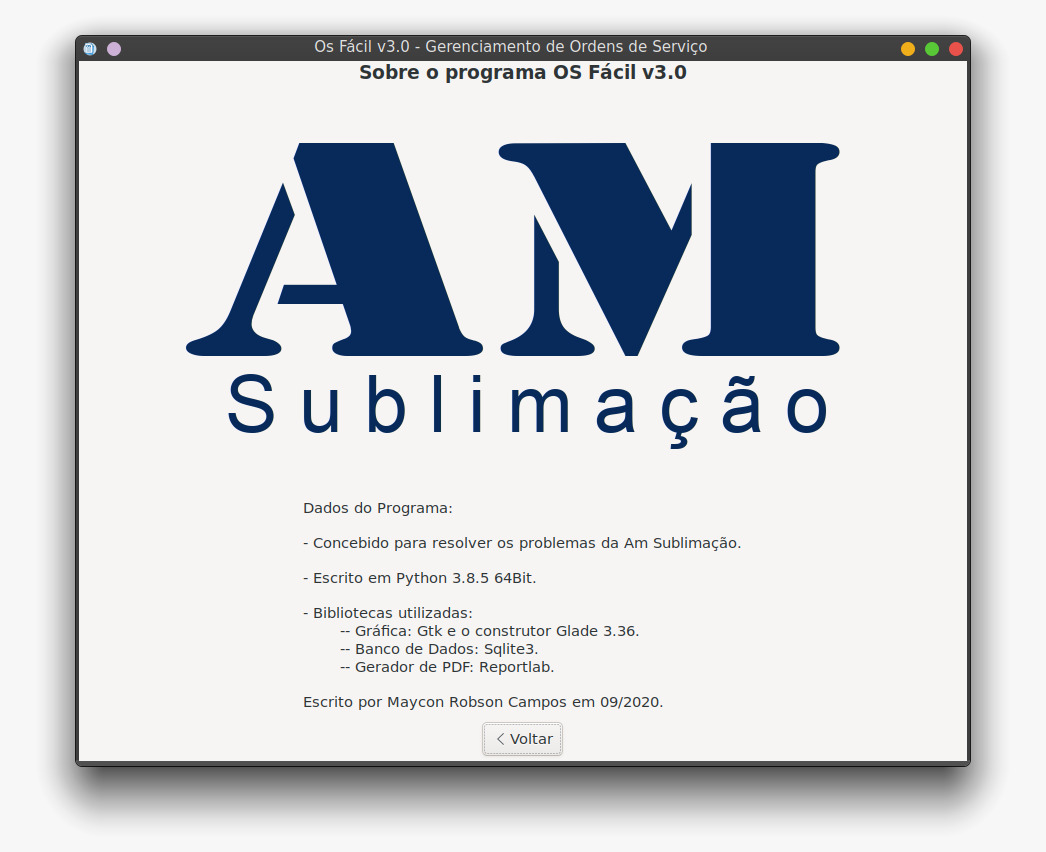 Os Fácil v3.0 - Gerenciamento de Ordens de Serviço
Sobre o programa OS Fácil v3.0
AM
Sublimação
Dados do Programa:
- Concebido para resolver os problemas da Am Sublimação.
- Escrito em Python 3.8.5 64Bit.
- Bibliotecas utilizadas:
-- Gráfica: Gtk e o construtor Glade 3.36.
-- Banco de Dados: Sqlite3.
-- Gerador de PDF: Reportlab.
Escrito por Maycon Robson Campos em 09/2020.
Voltar